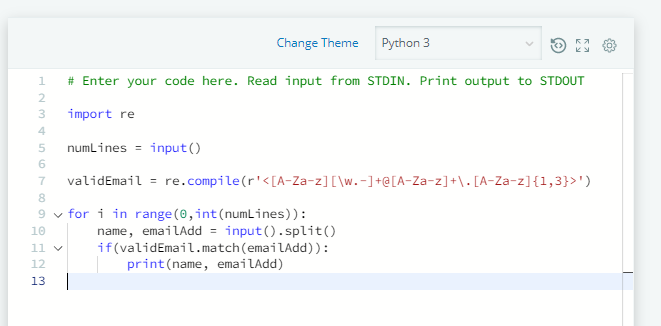 Change Theme Python 3
1 # Enter your code here. Read input from STDIN. Print output to STDOUT
2
3 import re
4
5 numLines = input()
6
7 validEmail = re.compile(r'<[A-Za-z][\w.-]+@[A-Za-z]+\.[A-Za-z]{1,3}>')
8
9 for i in range(0,int(numLines)):
10 name, emailAdd = input().split()
11 if(validEmail.match(emailAdd)):
12 print(name, emailAdd)
13